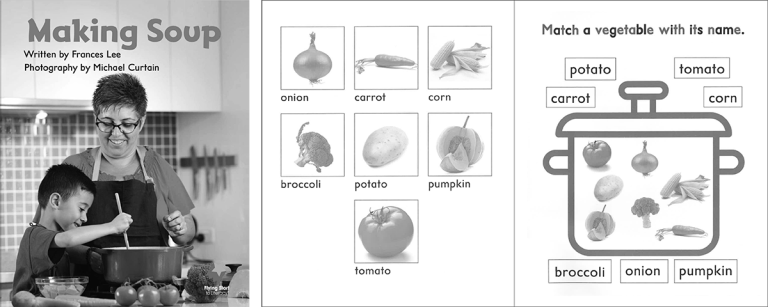 Making Soup
Written by Frances Lee
Photography by Michael Curtain
Flying Start
to Literacy
onion
carrot
corn
broccoli
potato
pumpkin
tomato
Match a vegetable with its name.
potato
tomato
carrot
corn
broccoli
onion
pumpkin